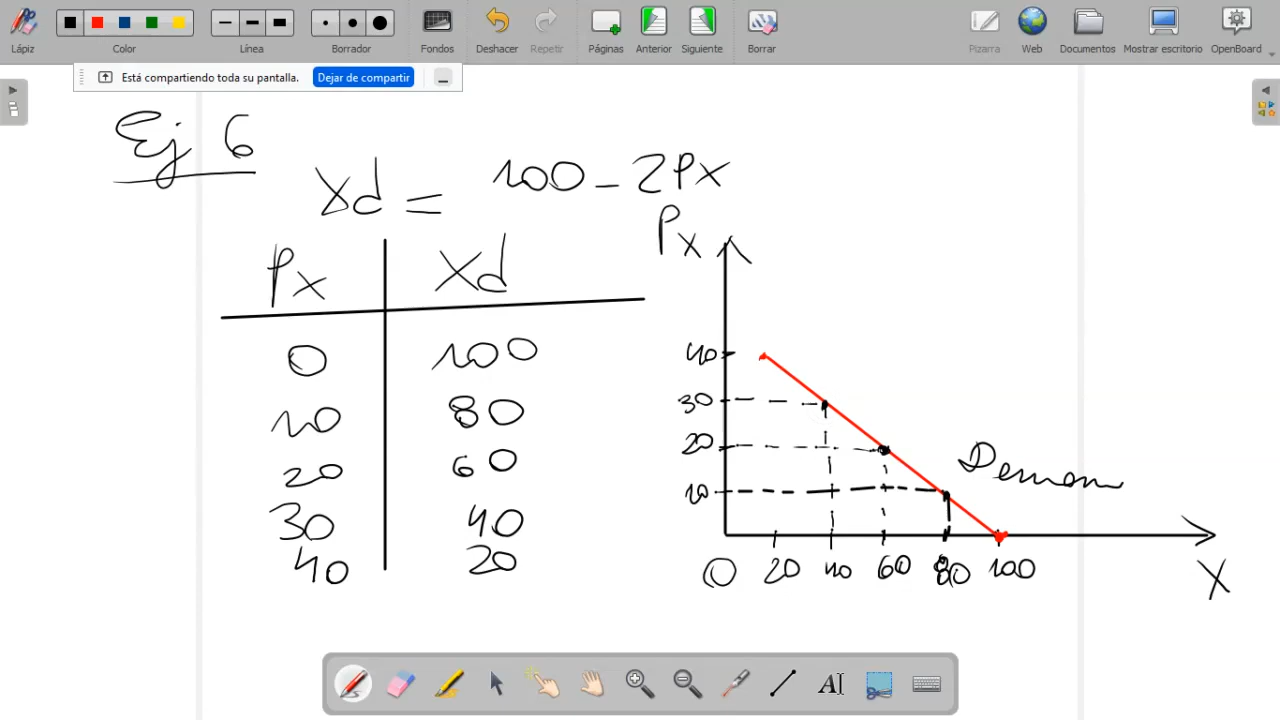 Lápiz Color Línea Borrador Fondos Deshacer Repetir Páginas Anterior Siguiente Borrar Pizarra Web Documentos Mostrar escritorio OpenBoard
Está compartiendo toda su pantalla. Dejar de compartir
Ej 6
Xd = 100 - 2Px
Px Xd
0 100
10 80
20 60
30 40
40 20
Px
40
30
20
10
Deman
0 20 40 60 80 100
X
AI